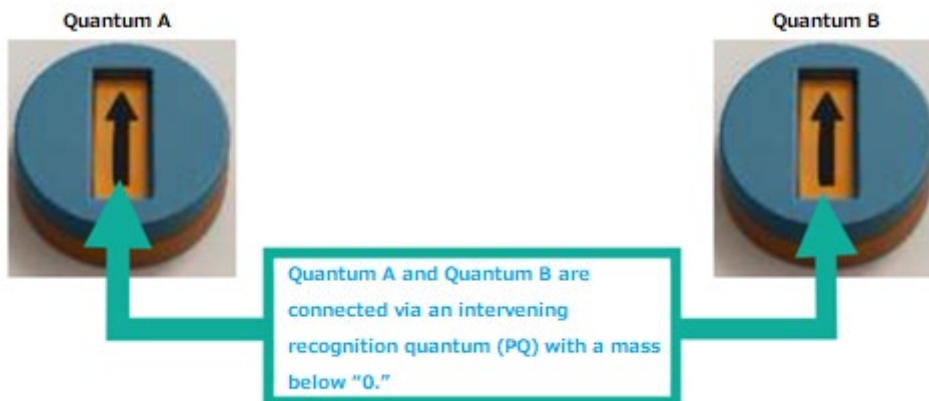 Quantum A
Quantum B
Quantum A and Quantum B are
connected via an intervening
recognition quantum (PQ) with a mass
below “0.”